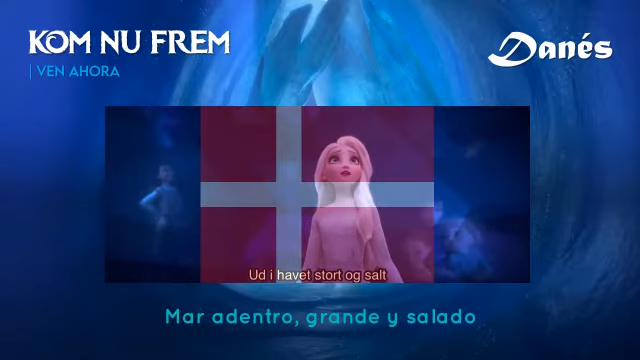 KOM NU FREM
| VEN AHORA
Danés
Ud i havet stort og salt
Mar adentro, grande y salado